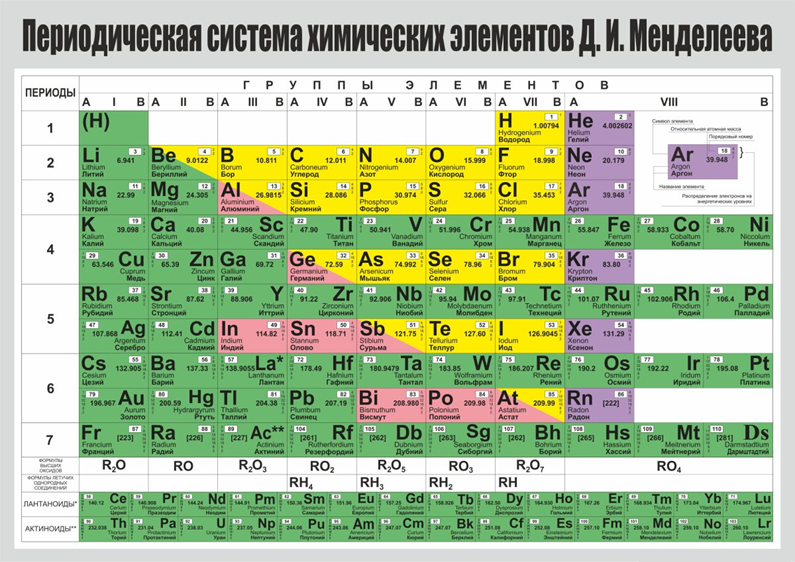 Периодическая система химических элементов Д. И. Менделеева
ПЕРИОДЫ
ГРУППЫ ЭЛЕМЕНТОВ
A I B A II B A III B A IV B A V B A VI B A VII B A VIII B
1 (H) H 1 1.00794 Hydrogenium Водород He 2 4.002602 Helium Гелий
2 Li 3 6.941 Lithium Литий Be 4 9.0122 Beryllium Бериллий B 5 10.811 Borum Бор C 6 12.011 Carboneum Углерод N 7 14.007 Nitrogenium Азот O 8 15.999 Oxygenium Кислород F 9 18.998 Fluorum Фтор Ne 10 20.179 Neon Неон
3 Na 11 22.99 Natrium Натрий Mg 12 24.305 Magnesium Магний Al 13 26.9815 Aluminium Алюминий Si 14 28.086 Silicium Кремний P 15 30.974 Phosphorus Фосфор S 16 32.066 Sulfur Сера Cl 17 35.453 Chlorum Хлор Ar 18 39.948 Argon Аргон
Символ элемента
Относительная атомная масса
Порядковый номер
Ar 18 39.948 Argon Аргон
Название элемента
Распределение электронов на энергетических уровнях
4 K 19 39.098 Kalium Калий Ca 20 40.08 Calcium Кальций 21 44.956 Sc Scandium Скандий 22 47.90 Ti Titanium Титан 23 50.941 V Vanadium Ванадий 24 51.996 Cr Chromium Хром 25 54.938 Mn Manganum Марганец 26 55.847 Fe Ferrum Железо 27 58.933 Co Cobaltum Кобальт 28 58.70 Ni Niccolum Никель
29 63.546 Cu Cuprum Медь 30 65.39 Zn Zincum Цинк Ga 31 69.72 Gallium Галлий Ge 32 72.59 Germanium Германий As 33 74.992 Arsenicum Мышьяк Se 34 78.96 Selenium Селен Br 35 79.904 Bromum Бром Kr 36 83.80 Krypton Криптон
5 Rb 37 85.468 Rubidium Рубидий Sr 38 87.62 Strontium Стронций 39 88.906 Y Yttrium Иттрий 40 91.22 Zr Zirconium Цирконий 41 92.906 Nb Niobium Ниобий 42 95.94 Mo Molybdaenum Молибден 43 97.91 Tc Technetium Технеций 44 101.07 Ru Ruthenium Рутений 45 102.906 Rh Rhodium Родий 46 106.4 Pd Palladium Палладий
47 107.868 Ag Argentum Серебро 48 112.41 Cd Cadmium Кадмий In 49 114.82 Indium Индий Sn 50 118.71 Stannum Олово Sb 51 121.75 Stibium Сурьма Te 52 127.60 Tellurium Теллур I 53 126.9045 Iodum Иод Xe 54 131.29 Xenon Ксенон
6 Cs 55 132.905 Cesium Цезий Ba 56 137.33 Barium Барий 57 138.9055 La* Lanthanum Лантан 72 178.49 Hf Hafnium Гафний 73 180.9479 Ta Tantalum Тантал 74 183.85 W Wolframum Вольфрам 75 186.207 Re Rhenium Рений 76 190.2 Os Osmium Осмий 77 192.22 Ir Iridium Иридий 78 195.08 Pt Platinum Платина
79 196.967 Au Aurum Золото 80 200.59 Hg Hydrargyrum Ртуть Tl 81 204.38 Thallium Таллий Pb 82 207.19 Plumbum Свинец Bi 83 208.980 Bismuthum Висмут Po 84 208.98 Polonium Полоний At 85 209.99 Astatium Астат Rn 86 [222] Radon Радон
7 Fr 87 [223] Francium Франций Ra 88 [226] Radium Радий 89 [227] Ac** Actinium Актиний 104 [261] Rf Rutherfordium Резерфордий 105 [262] Db Dubnium Дубний 106 [263] Sg Seaborgium Сиборгий 107 [262] Bh Bohrium Борий 108 [265] Hs Hassium Хассий 109 [266] Mt Meitnerium Мейтнерий 110 [271] Ds Darmstadtium Дармштадтий
ФОРМУЛЫ ВЫСШИХ ОКСИДОВ R₂O RO R₂O₃ RO₂ R₂O₅ RO₃ R₂O₇ RO₄
ФОРМУЛЫ ЛЕТУЧИХ ВОДОРОДНЫХ СОЕДИНЕНИЙ RH₄ RH₃ RH₂ RH
ЛАНТАНОИДЫ* Ce Pr Nd Pm Sm Eu Gd Tb Dy Ho Er Tm Yb Lu
АКТИНОИДЫ** Th Pa U Np Pu Am Cm Bk Cf Es Fm Md No Lr